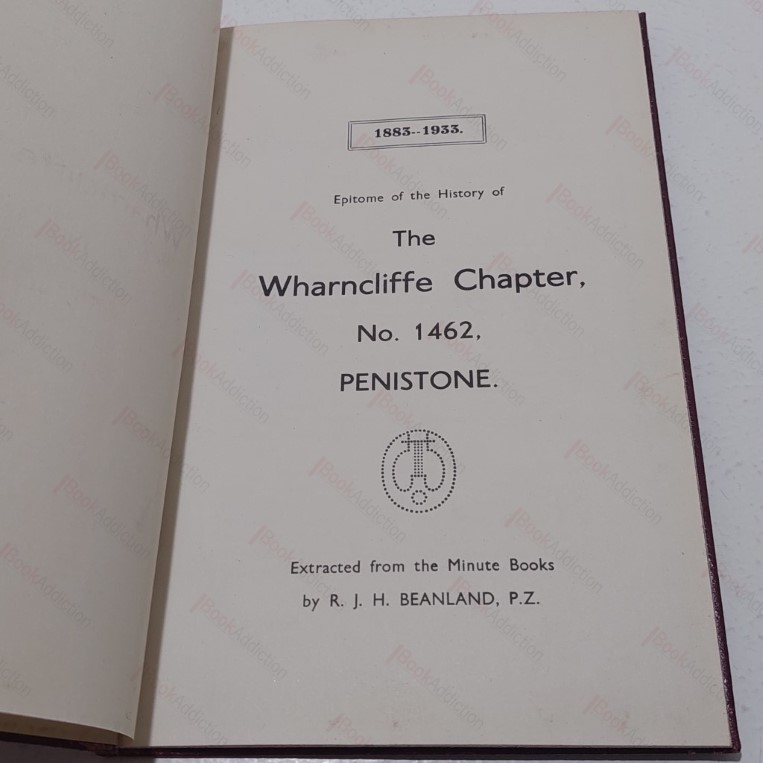 1883--1933.
Epitome of the History of
The
Wharncliffe Chapter,
No. 1462,
PENISTONE.
Extracted from the Minute Books
by R. J. H. BEANLAND, P.Z.
BookAddiction